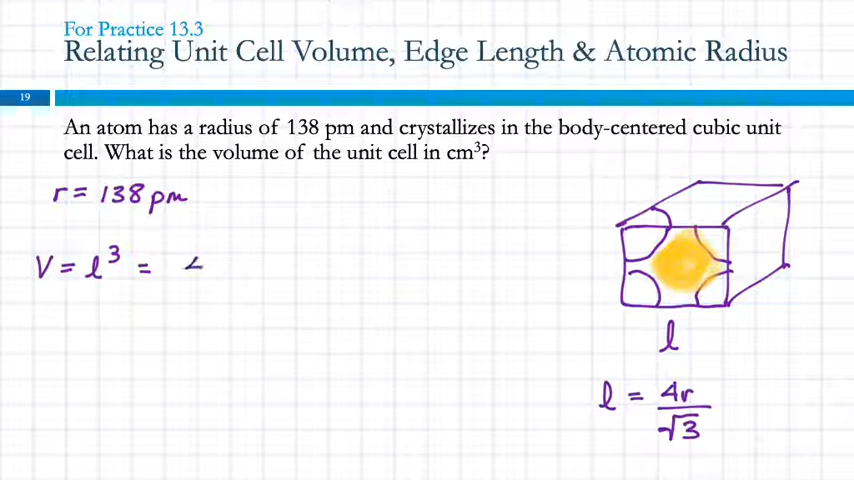 For Practice 13.3
Relating Unit Cell Volume, Edge Length & Atomic Radius
19
An atom has a radius of 138 pm and crystallizes in the body-centered cubic unit
cell. What is the volume of the unit cell in cm³?
r = 138 pm
V = l³ =
l
l = 4r
√3